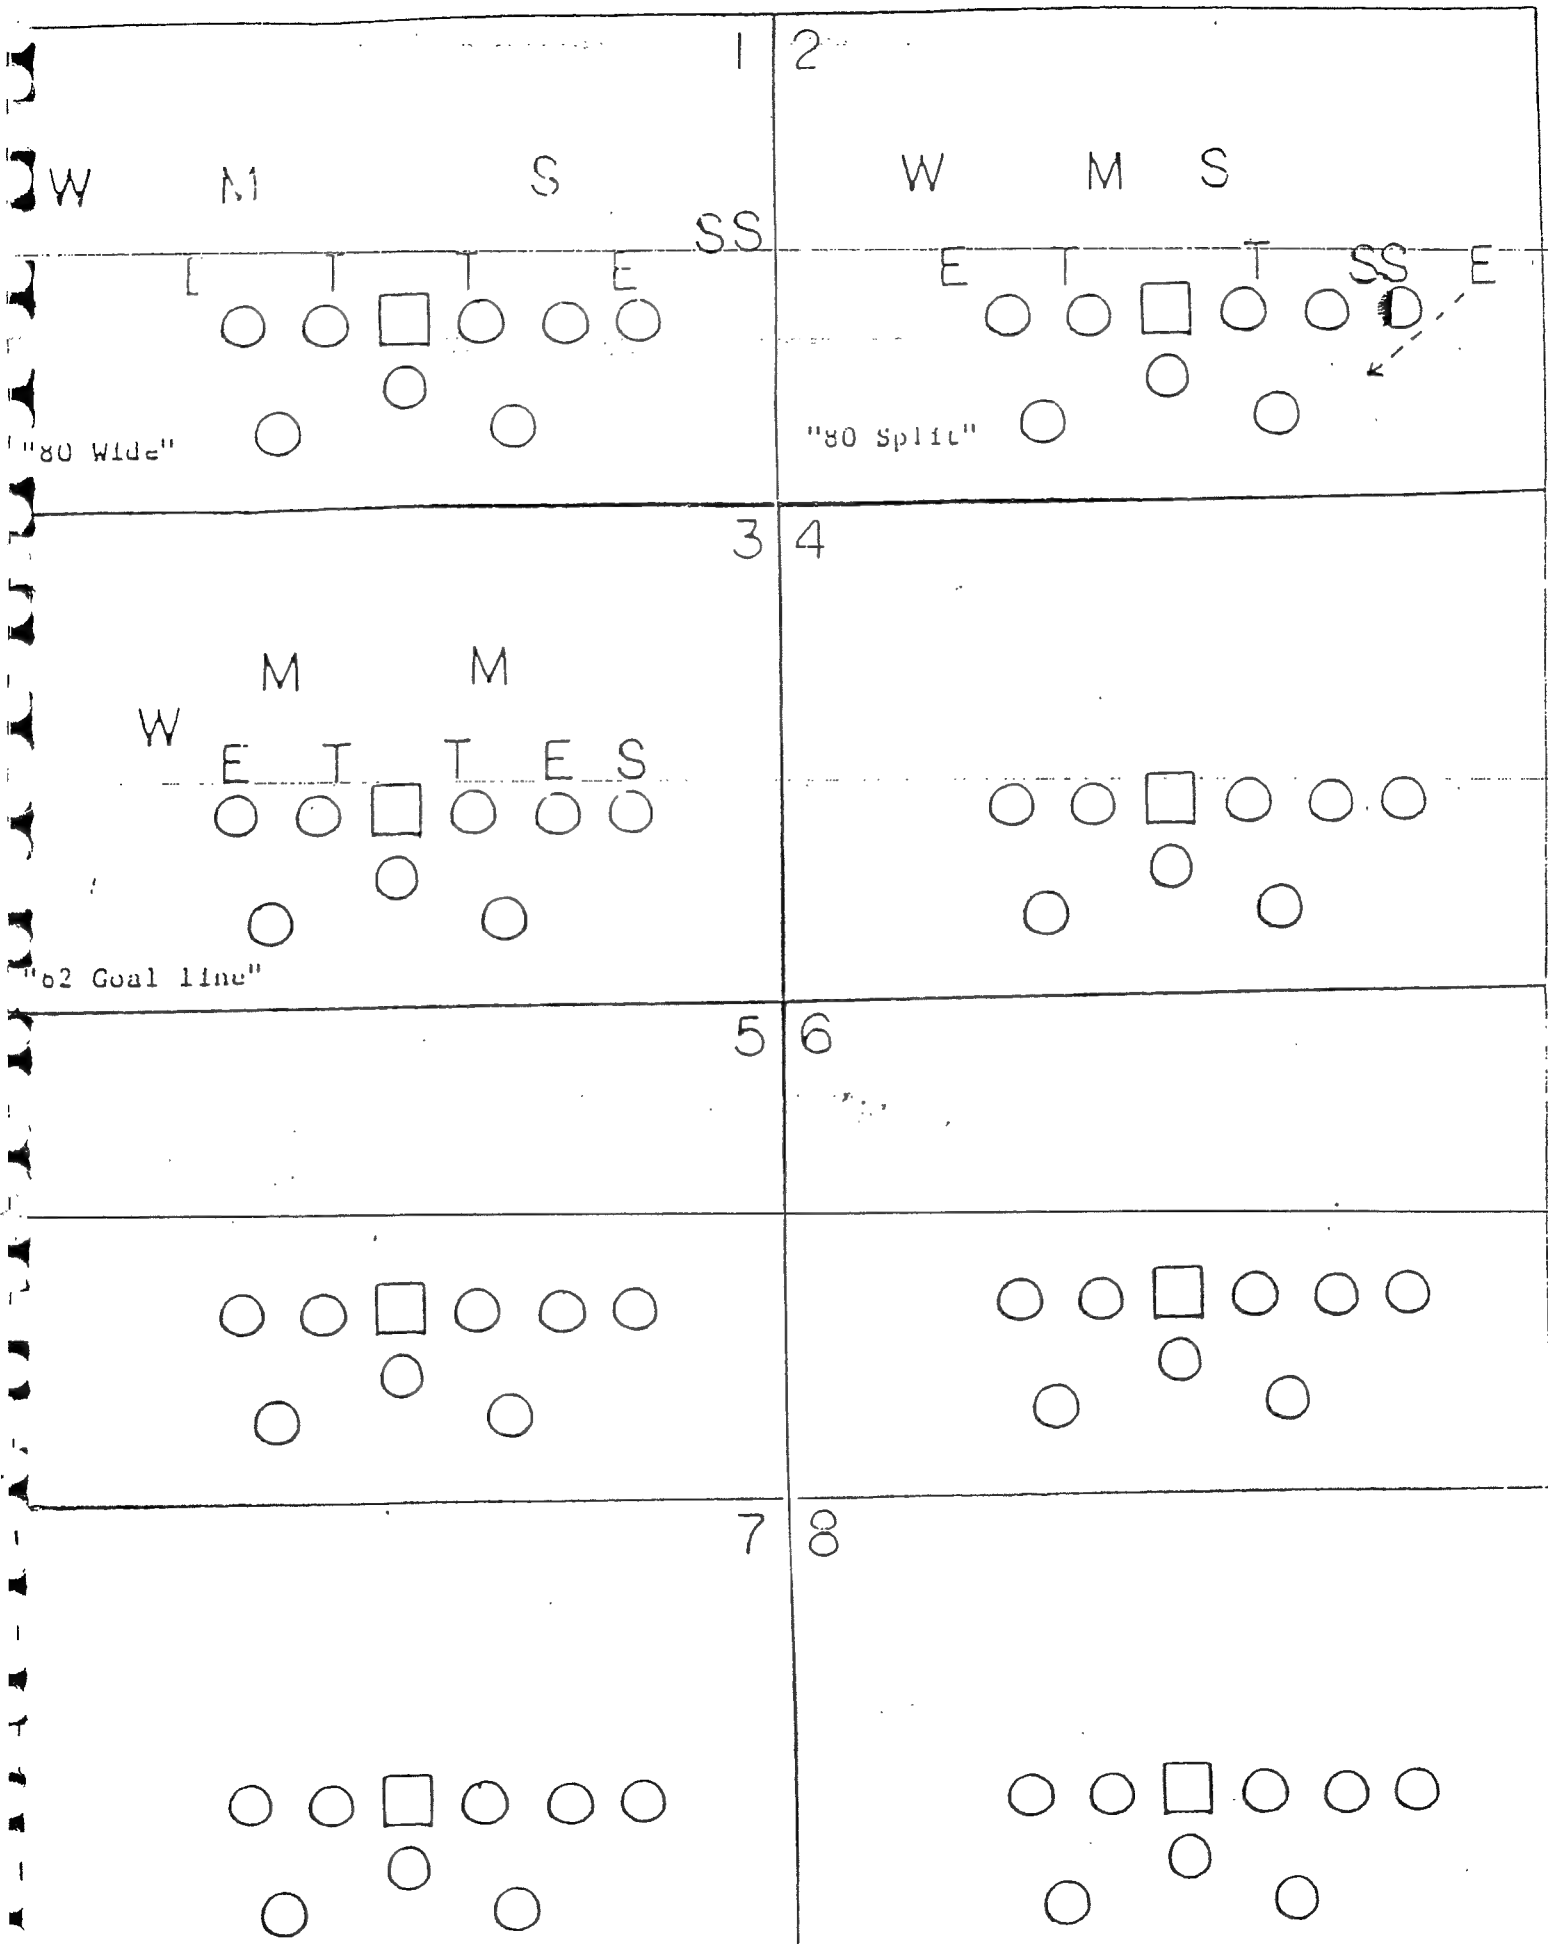 1
W M S
SS
E T T E
"80 Wide"
2
W M S
E T T SS E
"80 Split"
3
M M
W
E T T E S
"62 Goal line"
4
5
6
7
8